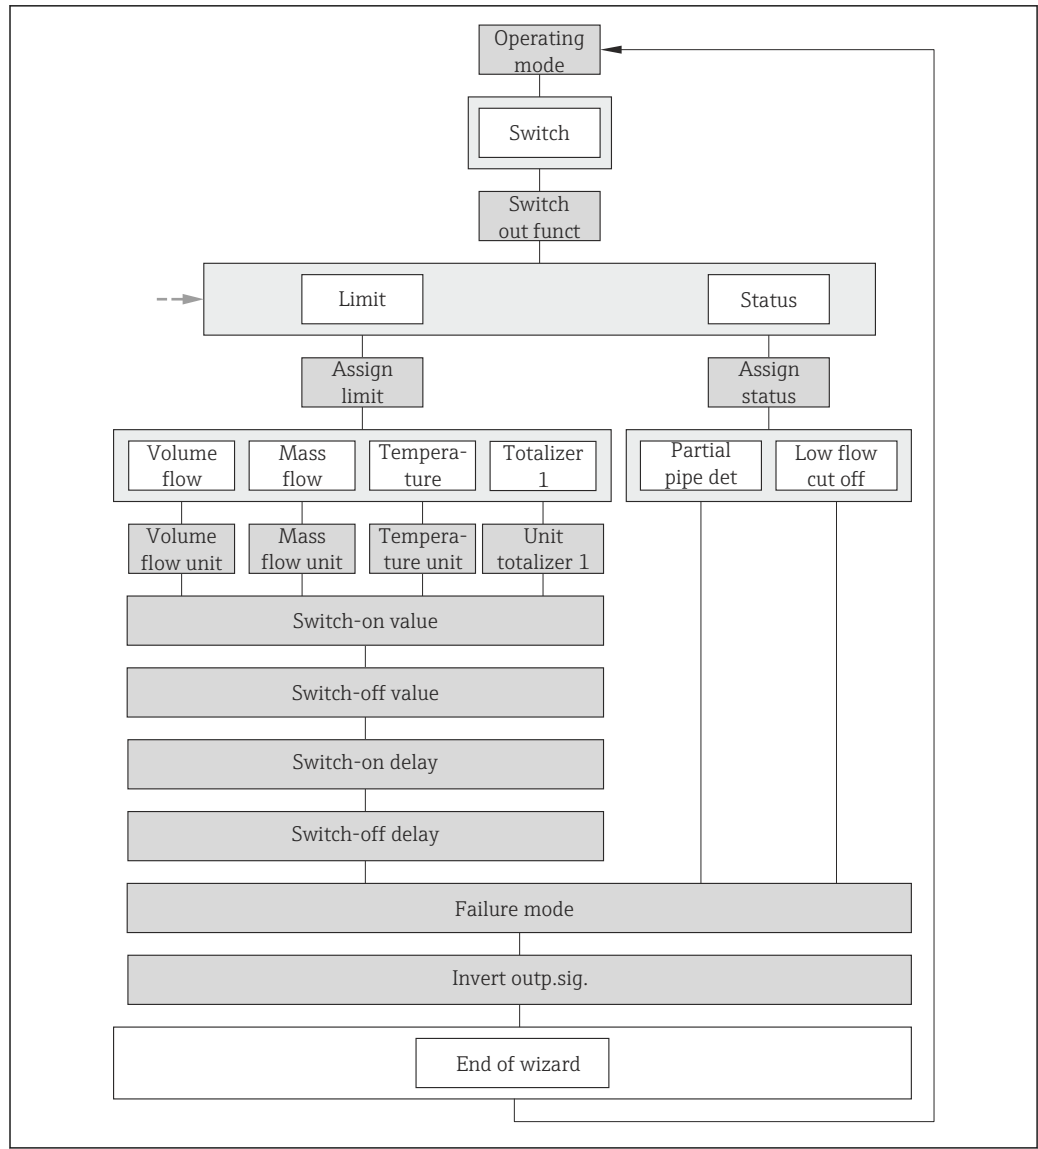 Operating
mode
Switch
Switch
out funct
Limit
Status
Assign
limit
Assign
status
Volume
flow
Mass
flow
Tempera-
ture
Totalizer
1
Partial
pipe det
Low flow
cut off
Volume
flow unit
Mass
flow unit
Tempera-
ture unit
Unit
totalizer 1
Switch-on value
Switch-off value
Switch-on delay
Switch-off delay
Failure mode
Invert outp.sig.
End of wizard